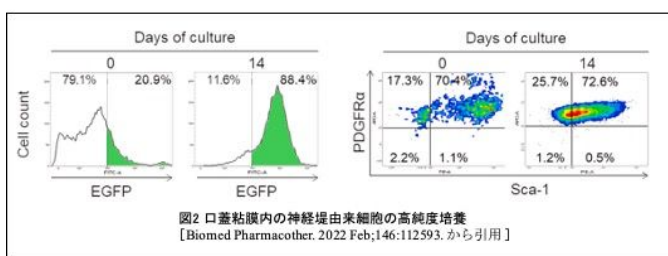 Days of culture
0 14
79.1% 20.9% 11.6% 88.4%
Cell count
EGFP EGFP
Days of culture
0 14
17.3% 70.4% 25.7% 72.6%
PDGFRα
2.2% 1.1% 1.2% 0.5%
Sca-1
図2 口蓋粘膜内の神経堤由来細胞の高純度培養
[Biomed Pharmacother. 2022 Feb;146:112593. から引用]